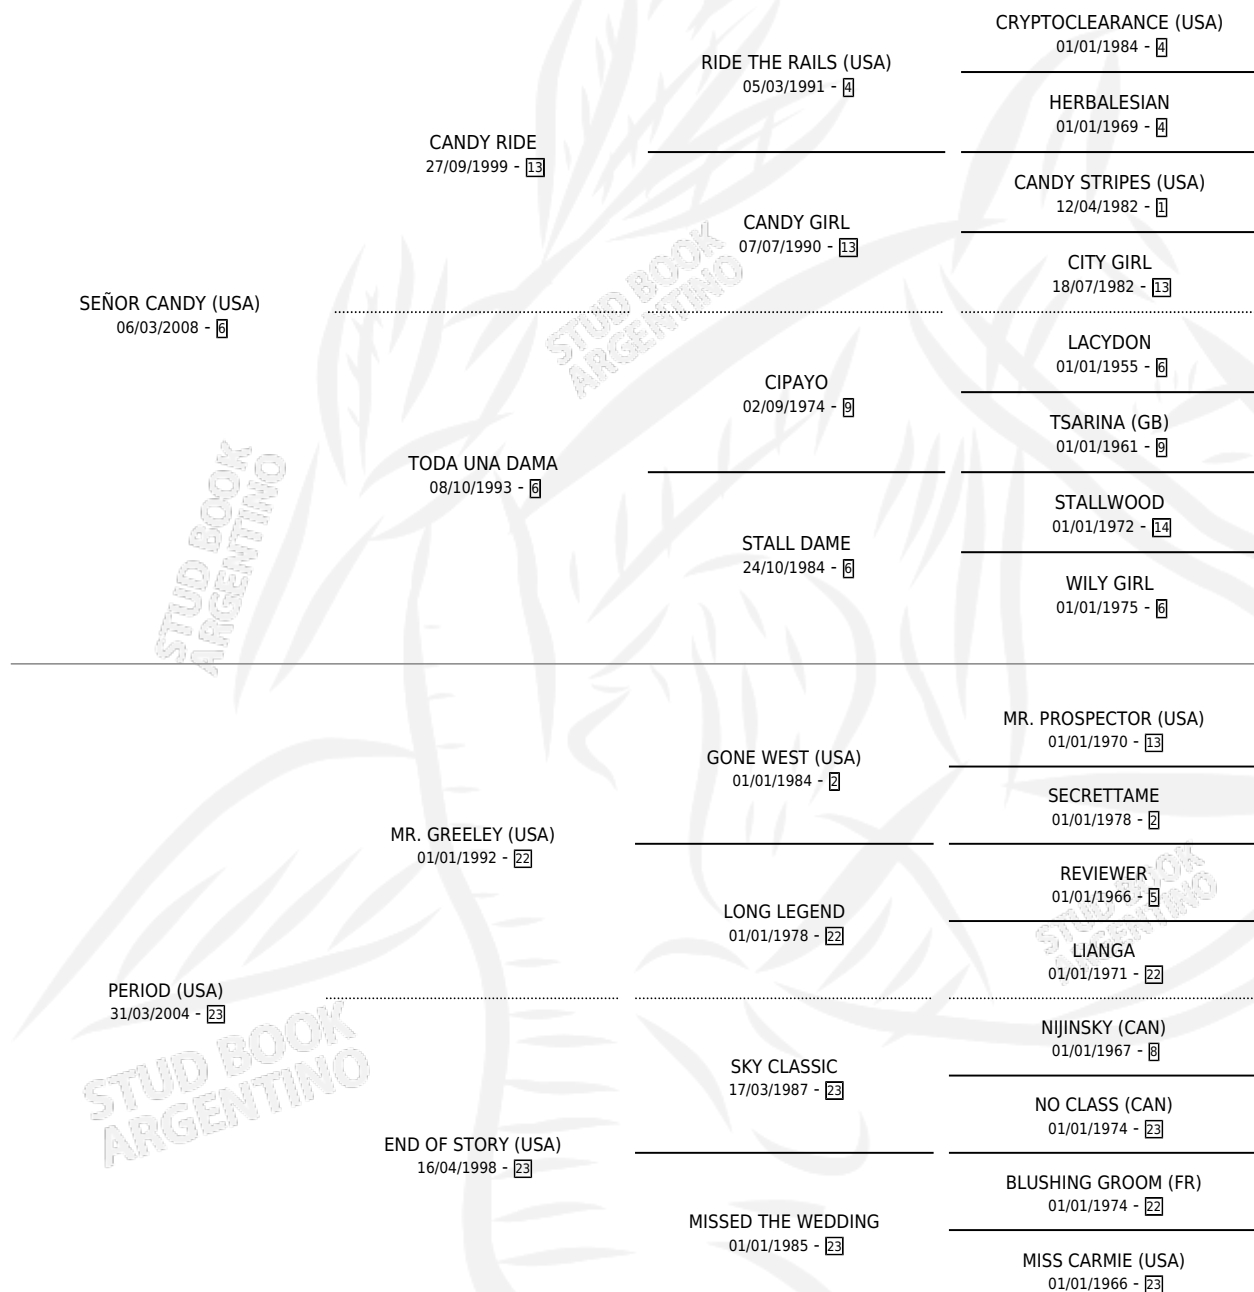 CRYPTOCLEARANCE (USA)
01/01/1984 - 4
RIDE THE RAILS (USA)
05/03/1991 - 4
HERBALESIAN
01/01/1969 - 4
CANDY RIDE
27/09/1999 - 13
CANDY STRIPES (USA)
12/04/1982 - 1
CANDY GIRL
07/07/1990 - 13
CITY GIRL
18/07/1982 - 13
SEÑOR CANDY (USA)
06/03/2008 - 6
LACYDON
01/01/1955 - 6
CIPAYO
02/09/1974 - 9
TSARINA (GB)
01/01/1961 - 9
TODA UNA DAMA
08/10/1993 - 6
STALLWOOD
01/01/1972 - 14
STALL DAME
24/10/1984 - 6
WILY GIRL
01/01/1975 - 6
MR. PROSPECTOR (USA)
01/01/1970 - 13
GONE WEST (USA)
01/01/1984 - 2
SECRETTAME
01/01/1978 - 2
MR. GREELEY (USA)
01/01/1992 - 22
REVIEWER
01/01/1966 - 5
LONG LEGEND
01/01/1978 - 22
LIANGA
01/01/1971 - 22
PERIOD (USA)
31/03/2004 - 23
NIJINSKY (CAN)
01/01/1967 - 8
SKY CLASSIC
17/03/1987 - 23
NO CLASS (CAN)
01/01/1974 - 23
END OF STORY (USA)
16/04/1998 - 23
BLUSHING GROOM (FR)
01/01/1974 - 22
MISSED THE WEDDING
01/01/1985 - 23
MISS CARMIE (USA)
01/01/1966 - 23
STUD BOOK
ARGENTINO
STUD BOOK
ARGENTINO
STUD BOOK
ARGENTINO
STUD BOOK
ARGENTINO